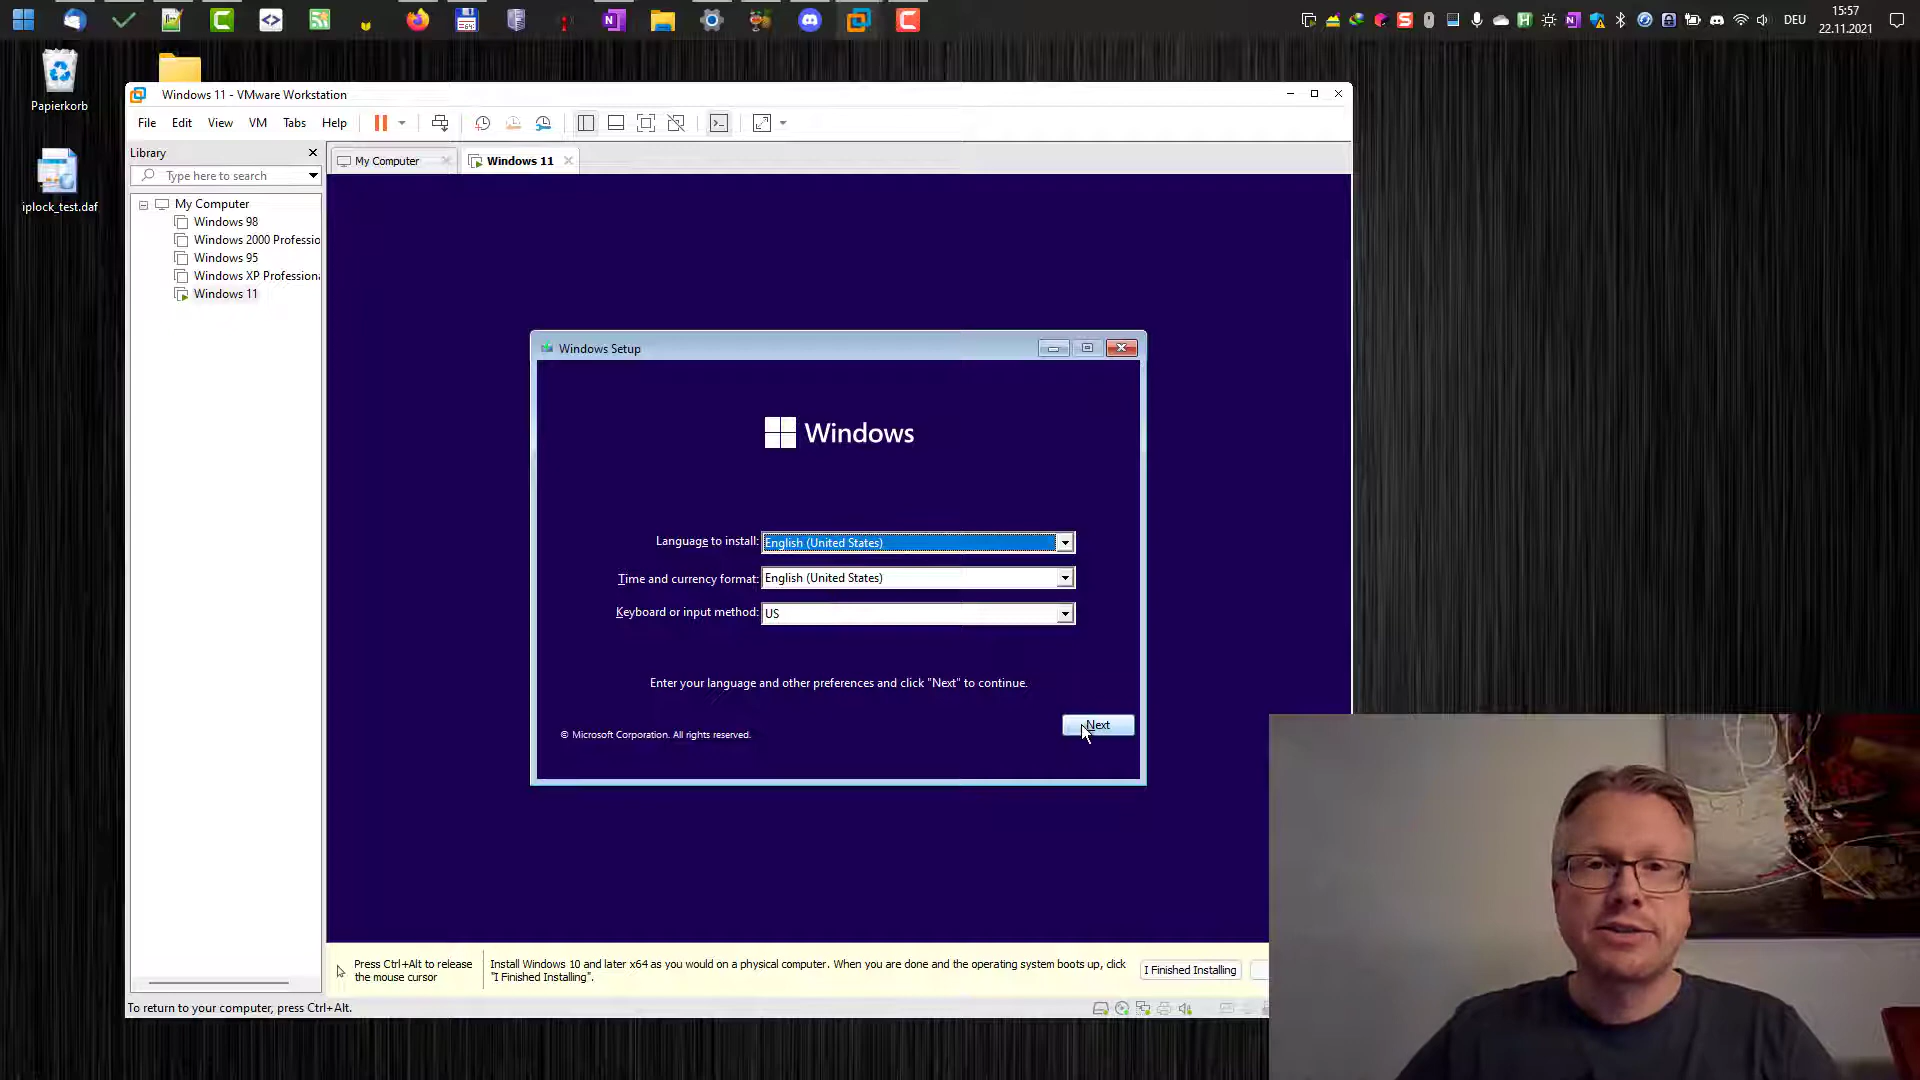 15:57
DEU
22.11.2021
Papierkorb
iplock_test.daf
Windows 11 - VMware Workstation
File Edit View VM Tabs Help
Library
My Computer
Windows 11
Type here to search
My Computer
Windows 98
Windows 2000 Professio
Windows 95
Windows XP Professiona
Windows 11
Windows Setup
Windows
Language to install: English (United States)
Time and currency format: English (United States)
Keyboard or input method: US
Enter your language and other preferences and click "Next" to continue.
Next
© Microsoft Corporation. All rights reserved.
Press Ctrl+Alt to release
the mouse cursor
Install Windows 10 and later x64 as you would on a physical computer. When you are done and the operating system boots up, click
"I Finished Installing".
I Finished Installing
To return to your computer, press Ctrl+Alt.